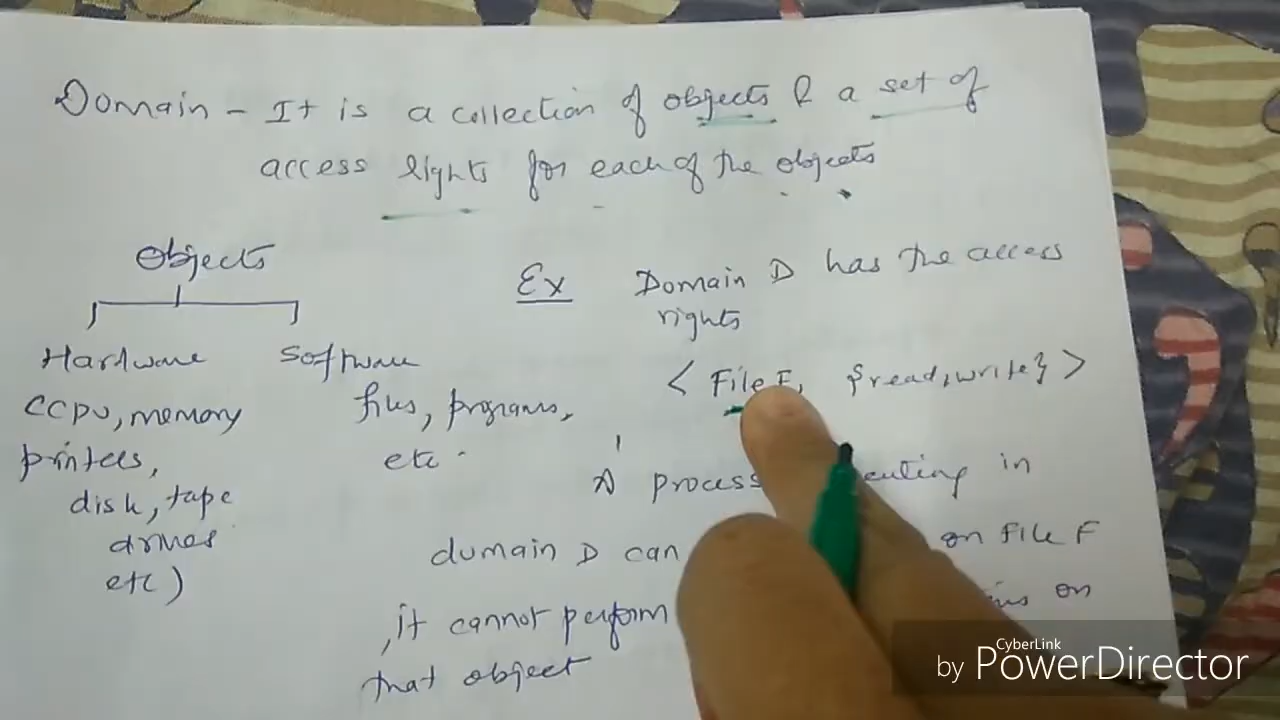 Domain - It is a collection of objects & a set of
access rights for each of the objects
Objects
Hardware Software
(CPU, memory
printers,
disk, tape
drives
etc)
files, programs,
etc.
Ex Domain D has the access
rights
< File F, {read, write} >
A process in
domain D can on File F
, it cannot perform on
that object
CyberLink
by PowerDirector